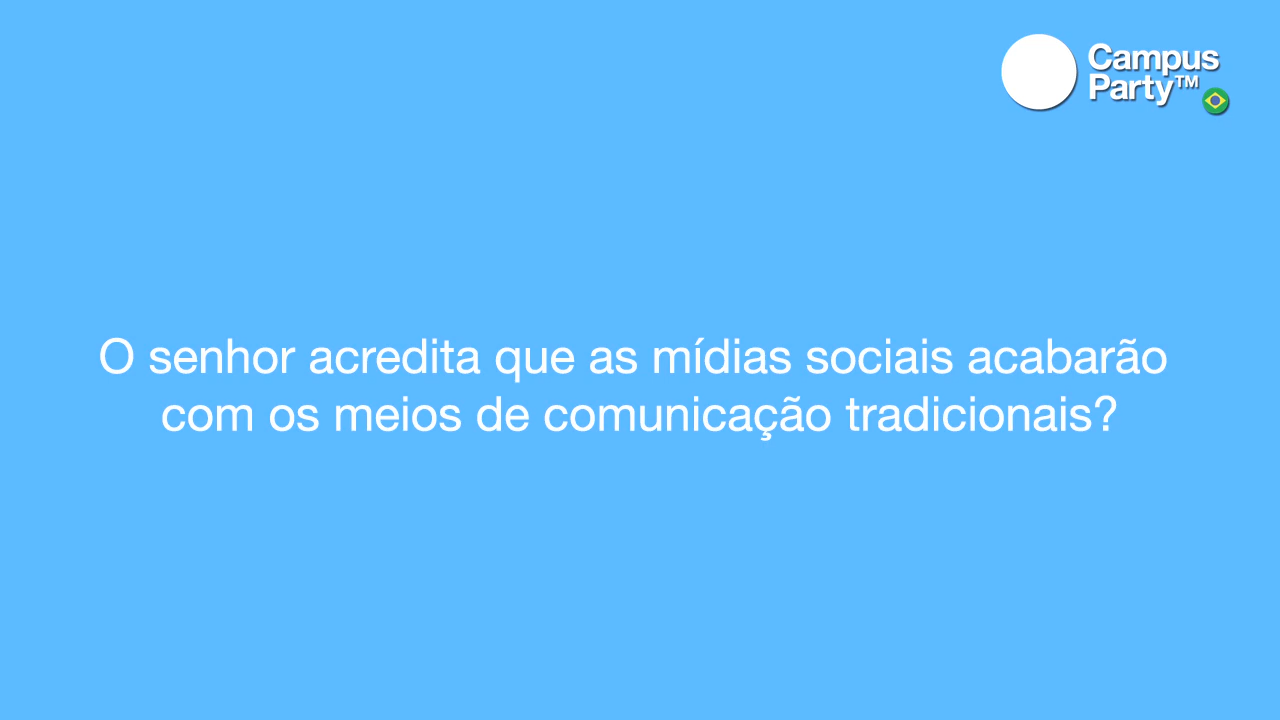 Campus
Party™
O senhor acredita que as mídias sociais acabarão
com os meios de comunicação tradicionais?